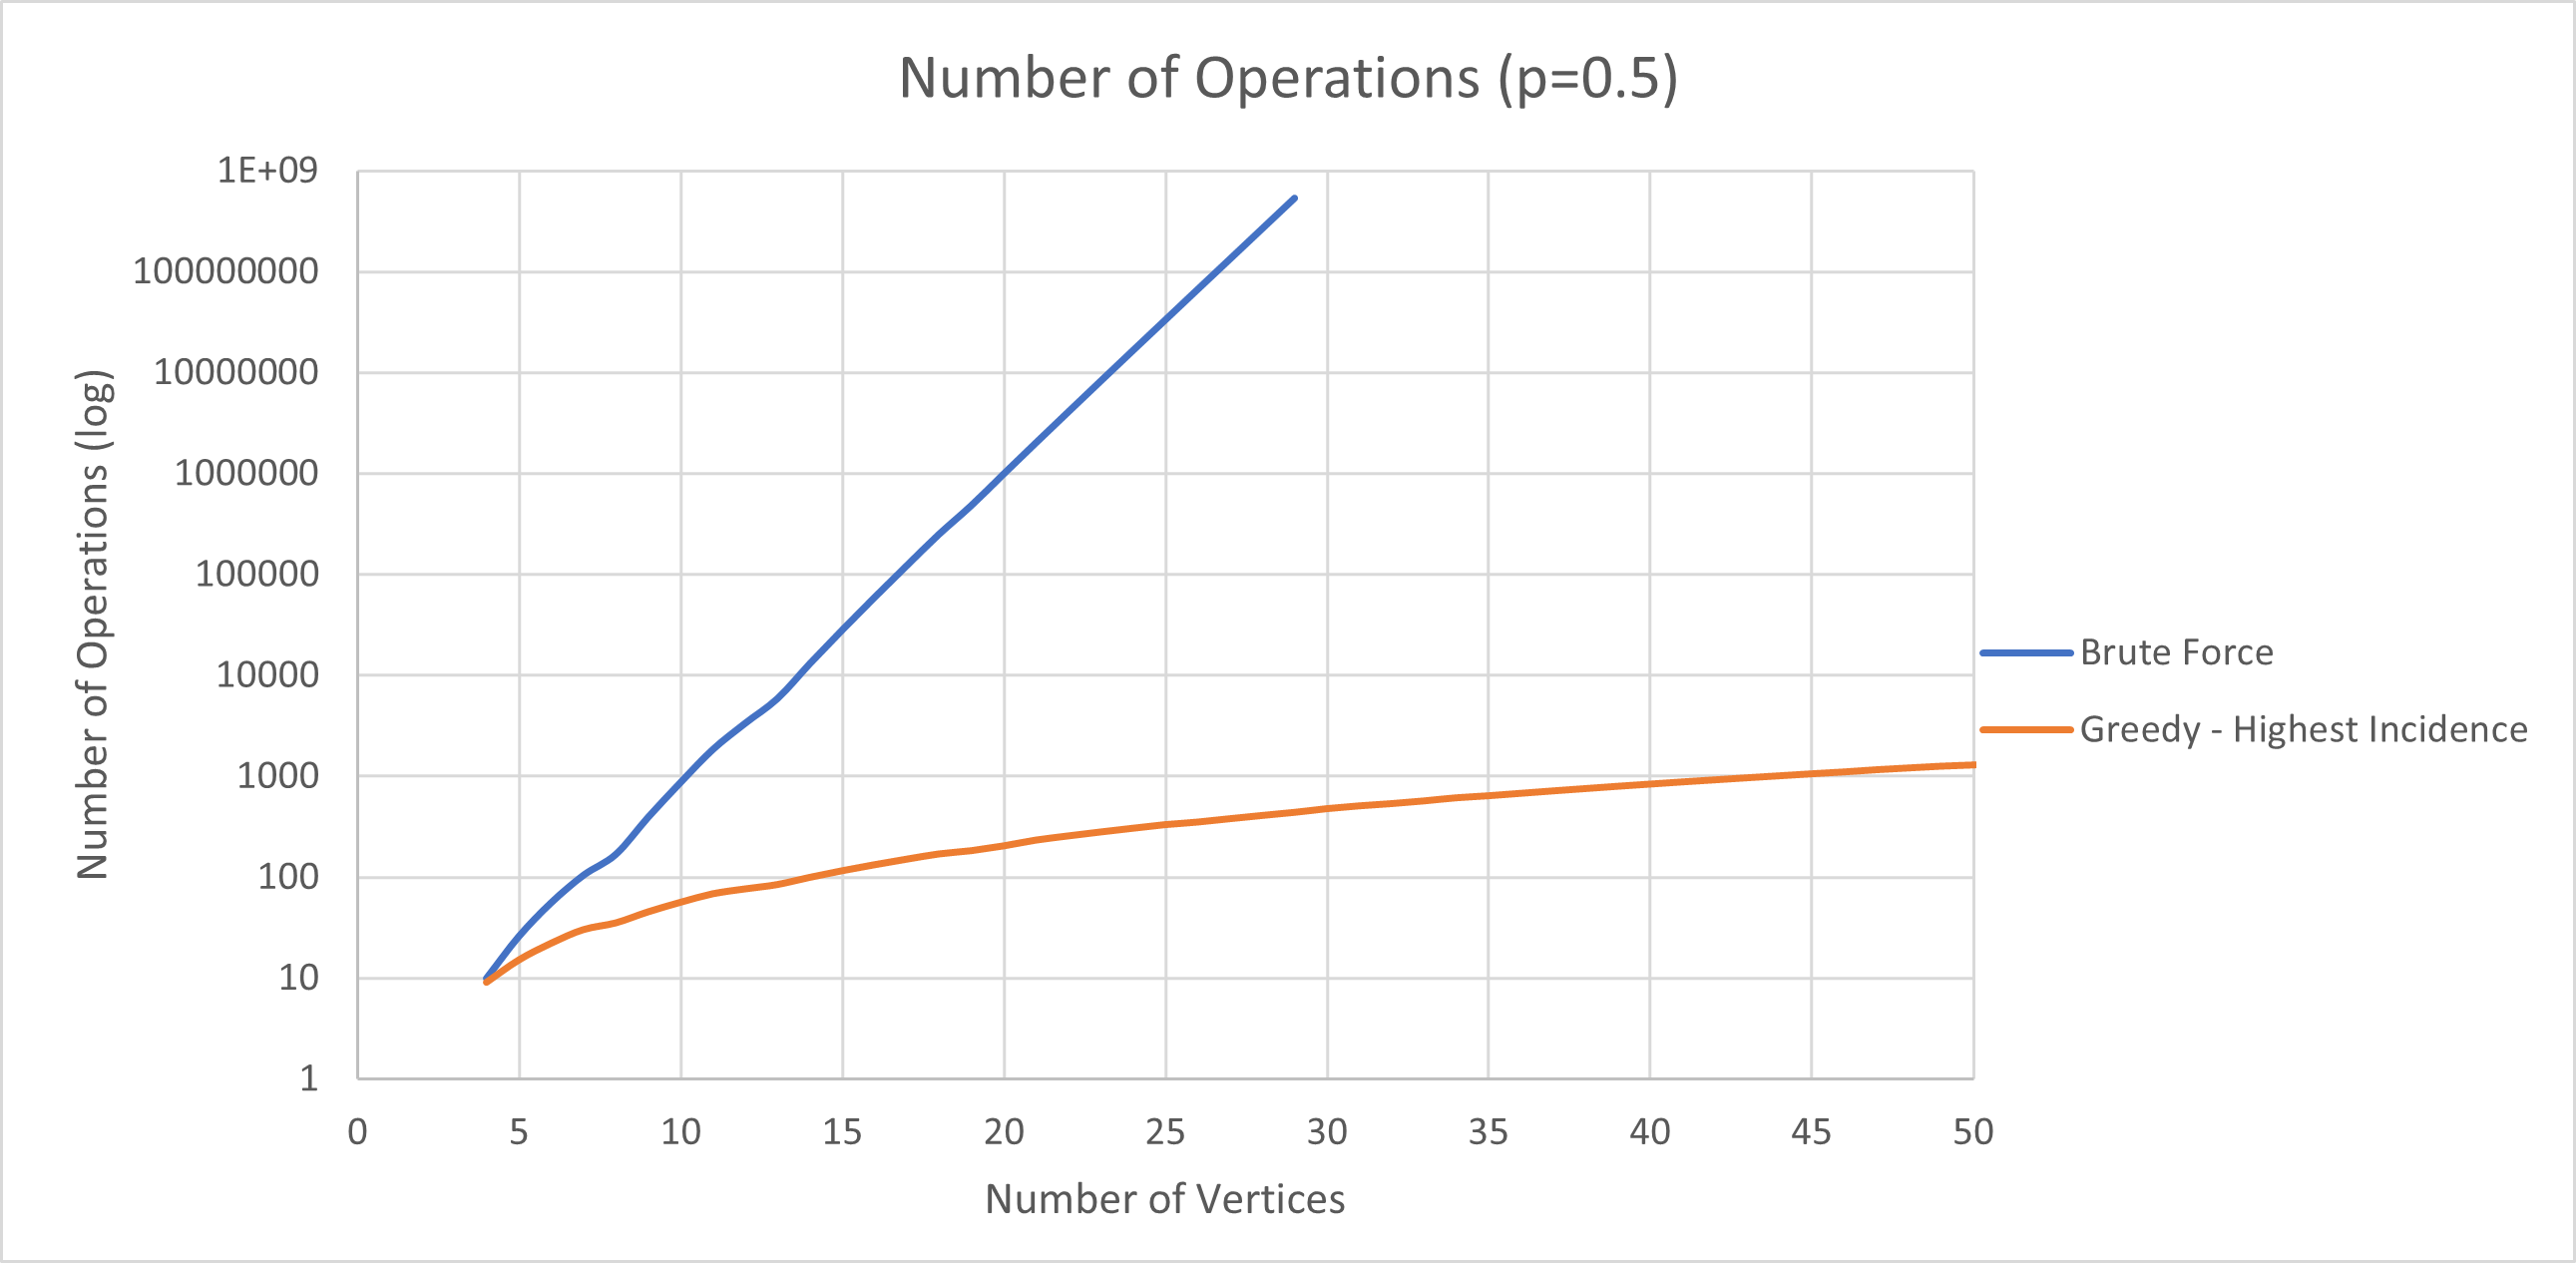 Number of Operations (p=0.5)
1E+09
100000000
10000000
1000000
100000
10000
1000
100
10
1
Number of Operations (log)
0 5 10 15 20 25 30 35 40 45 50
Number of Vertices
Brute Force
Greedy - Highest Incidence